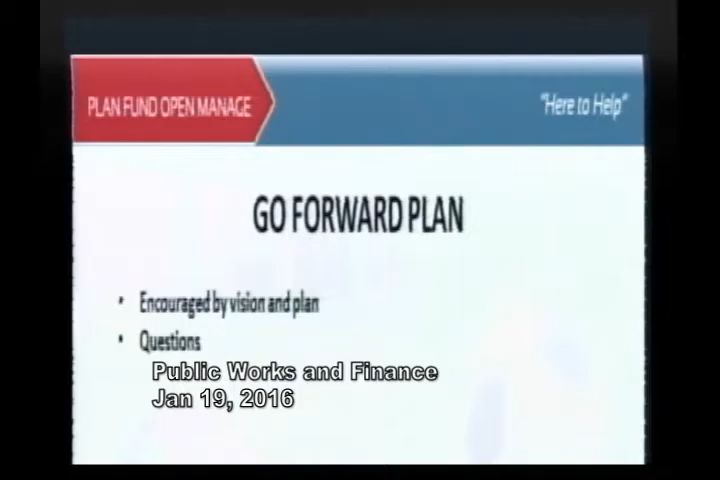 PLAN FUND OPEN MANAGE
"Here to Help"
GO FORWARD PLAN
• Encouraged by vision and plan
• Questions
Public Works and Finance
Jan 19, 2016